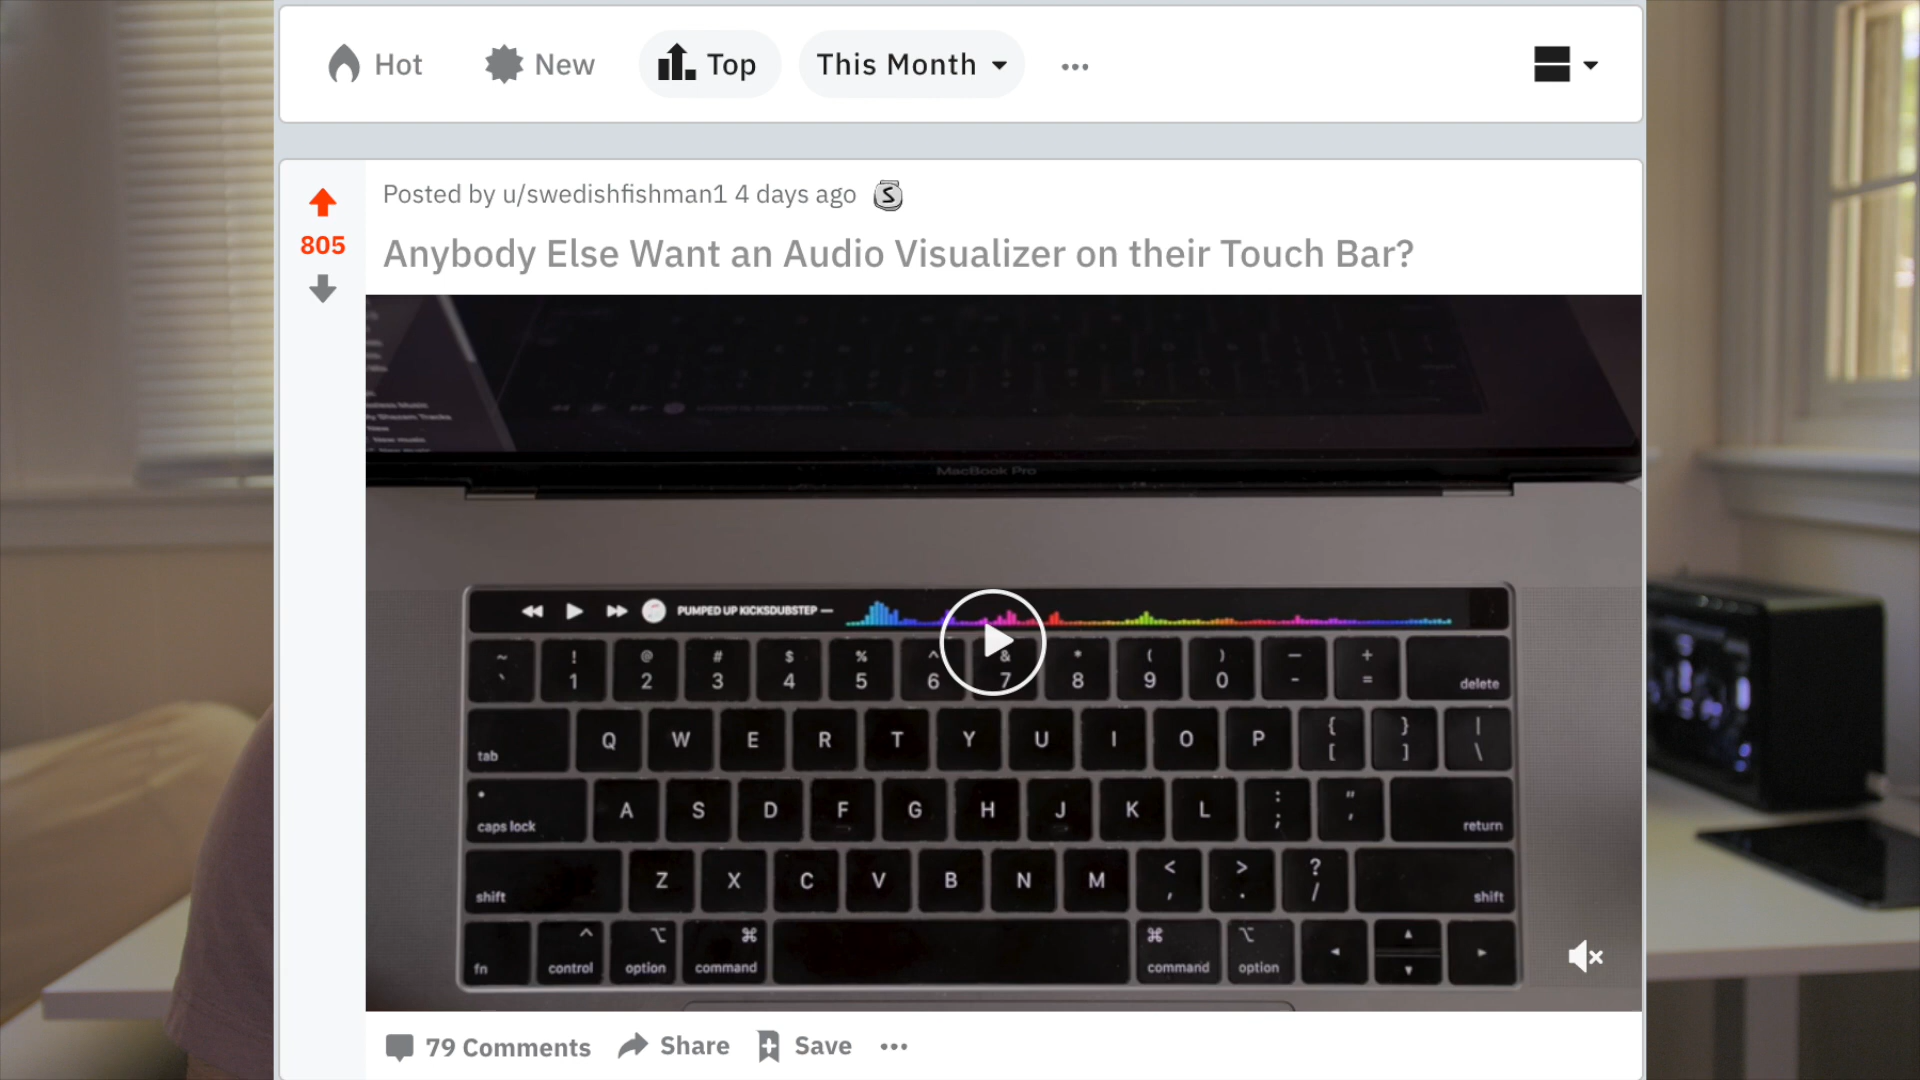 Hot New Top This Month
Posted by u/swedishfishman1 4 days ago
S
805
Anybody Else Want an Audio Visualizer on their Touch Bar?
MacBook Pro
PUMPED UP KICKSDUBSTEP —
~ ! @ # $ % ^ & * ( ) — +
` 1 2 3 4 5 6 7 8 9 0 - = delete
tab Q W E R T Y U I O P { [ } ] | \
caps lock A S D F G H J K L : ; " ' return
shift Z X C V B N M < , > . ? / shift
fn ^ control ⌥ option ⌘ command ⌘ command ⌥ option
79 Comments Share Save